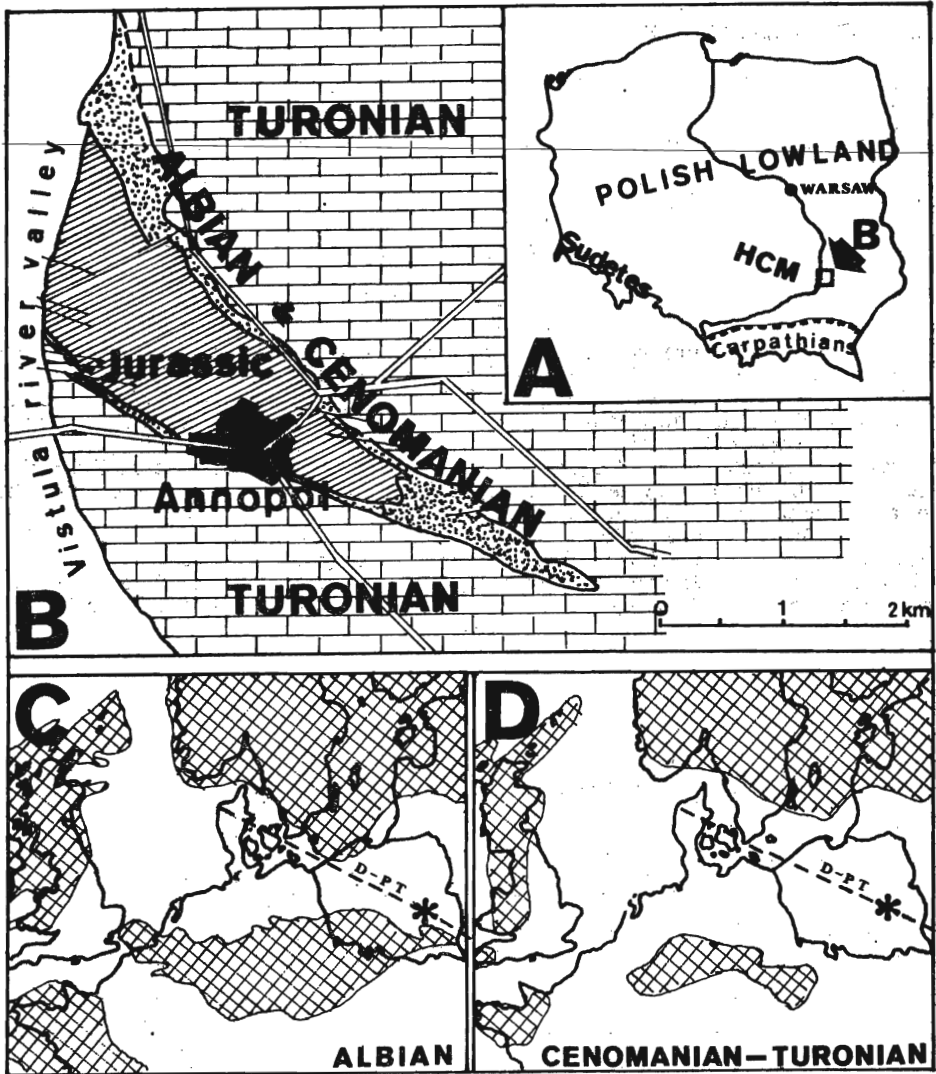 TURONIAN
ALBIAN & CENOMANIAN
Vistula river valley
Jurassic
Annopol
TURONIAN
B
0 1 2 km
POLISH LOWLAND
WARSAW
HCM
B
Sudetes
Carpathians
A
C
D-PT
ALBIAN
D
D-PT
CENOMANIAN—TURONIAN